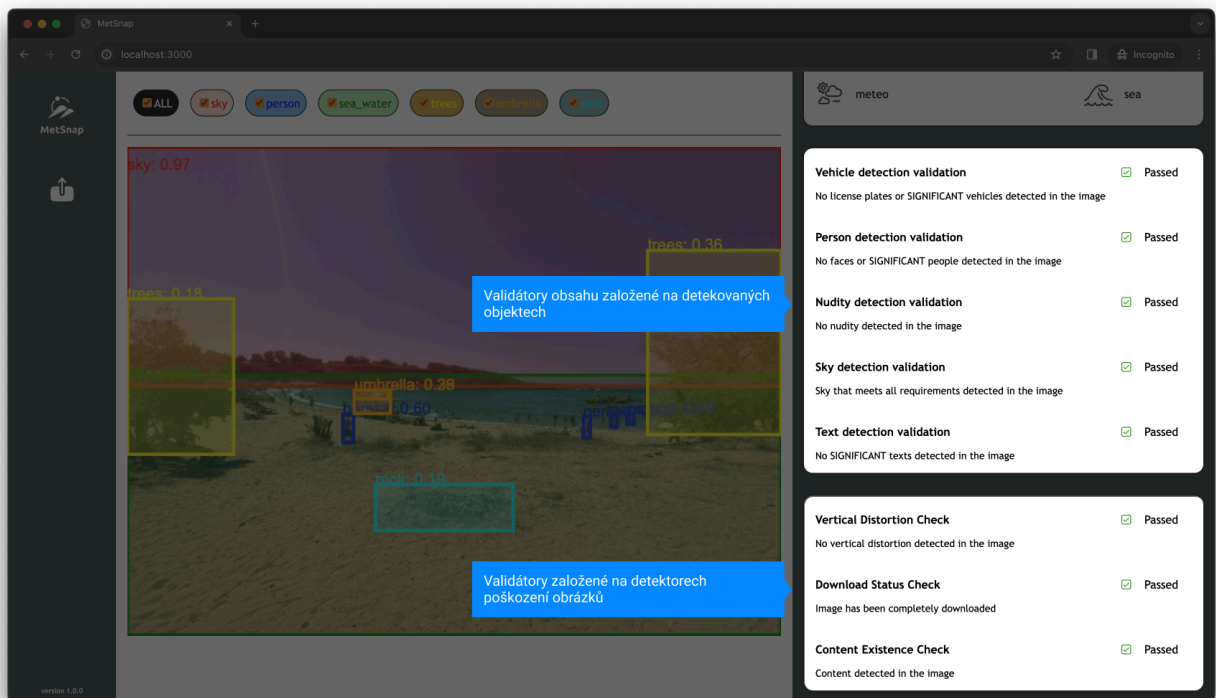 MetSnap
localhost:3000
Incognito
MetSnap
ALL
sky
person
sea_water
trees
umbrella
rock
meteo
sea
sky: 0.97
trees: 0.36
trees: 0.18
umbrella: 0.28
rock: 0.19
Validátory obsahu založené na detekovaných
objektech
Vehicle detection validation
Passed
No license plates or SIGNIFICANT vehicles detected in the image
Person detection validation
Passed
No faces or SIGNIFICANT people detected in the image
Nudity detection validation
Passed
No nudity detected in the image
Sky detection validation
Passed
Sky that meets all requirements detected in the image
Text detection validation
Passed
No SIGNIFICANT texts detected in the image
Validátory založené na detektorech
poškození obrázků
Vertical Distortion Check
Passed
No vertical distortion detected in the image
Download Status Check
Passed
Image has been completely downloaded
Content Existence Check
Passed
Content detected in the image
version 1.0.0